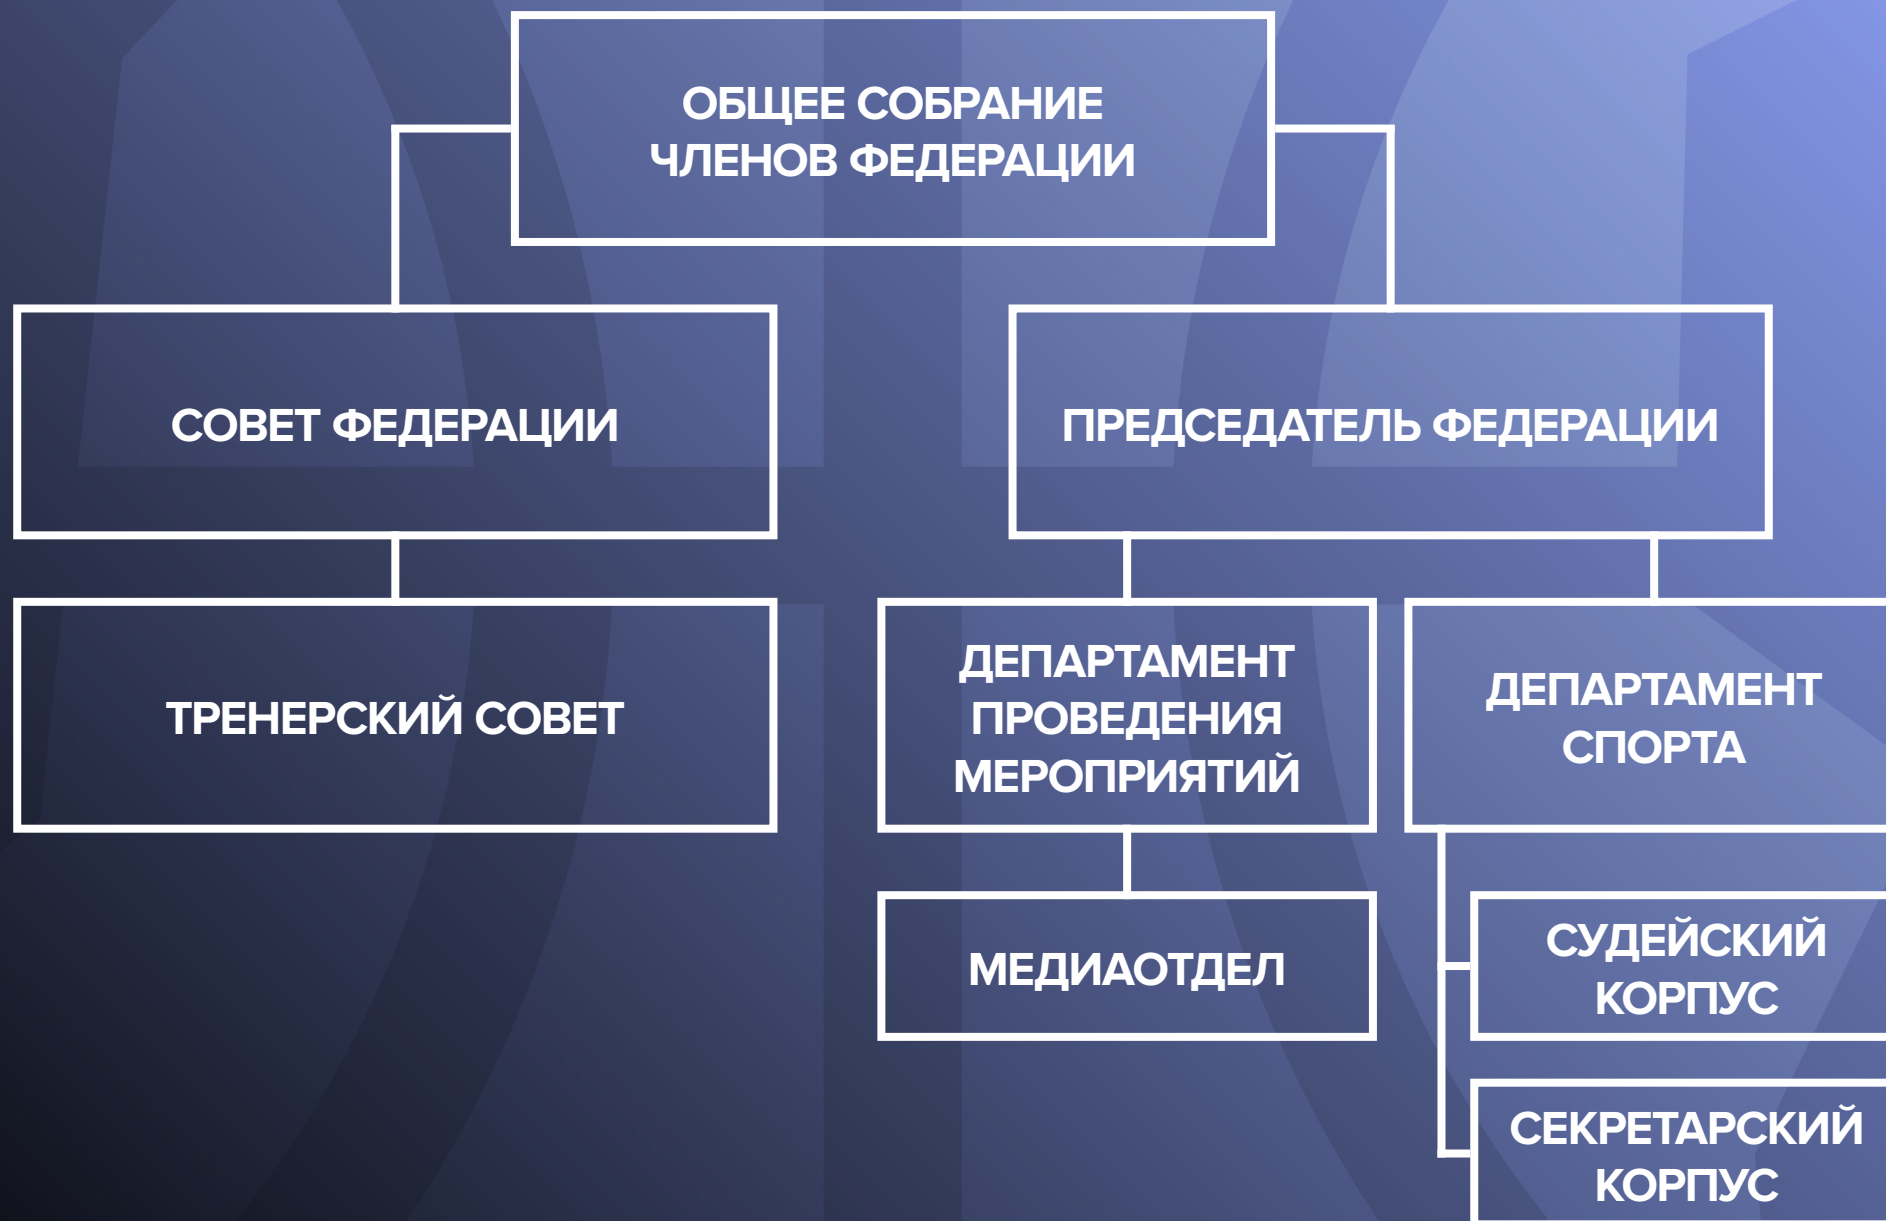 ОБЩЕЕ СОБРАНИЕ
ЧЛЕНОВ ФЕДЕРАЦИИ
СОВЕТ ФЕДЕРАЦИИ
ПРЕДСЕДАТЕЛЬ ФЕДЕРАЦИИ
ТРЕНЕРСКИЙ СОВЕТ
ДЕПАРТАМЕНТ
ПРОВЕДЕНИЯ
МЕРОПРИЯТИЙ
ДЕПАРТАМЕНТ
СПОРТА
МЕДИАОТДЕЛ
СУДЕЙСКИЙ
КОРПУС
СЕКРЕТАРСКИЙ
КОРПУС